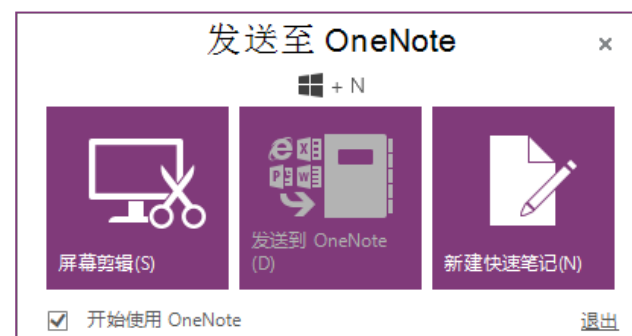 发送至 OneNote
+ N
屏幕剪辑(S)
发送到 OneNote
(D)
新建快速笔记(N)
开始使用 OneNote
退出